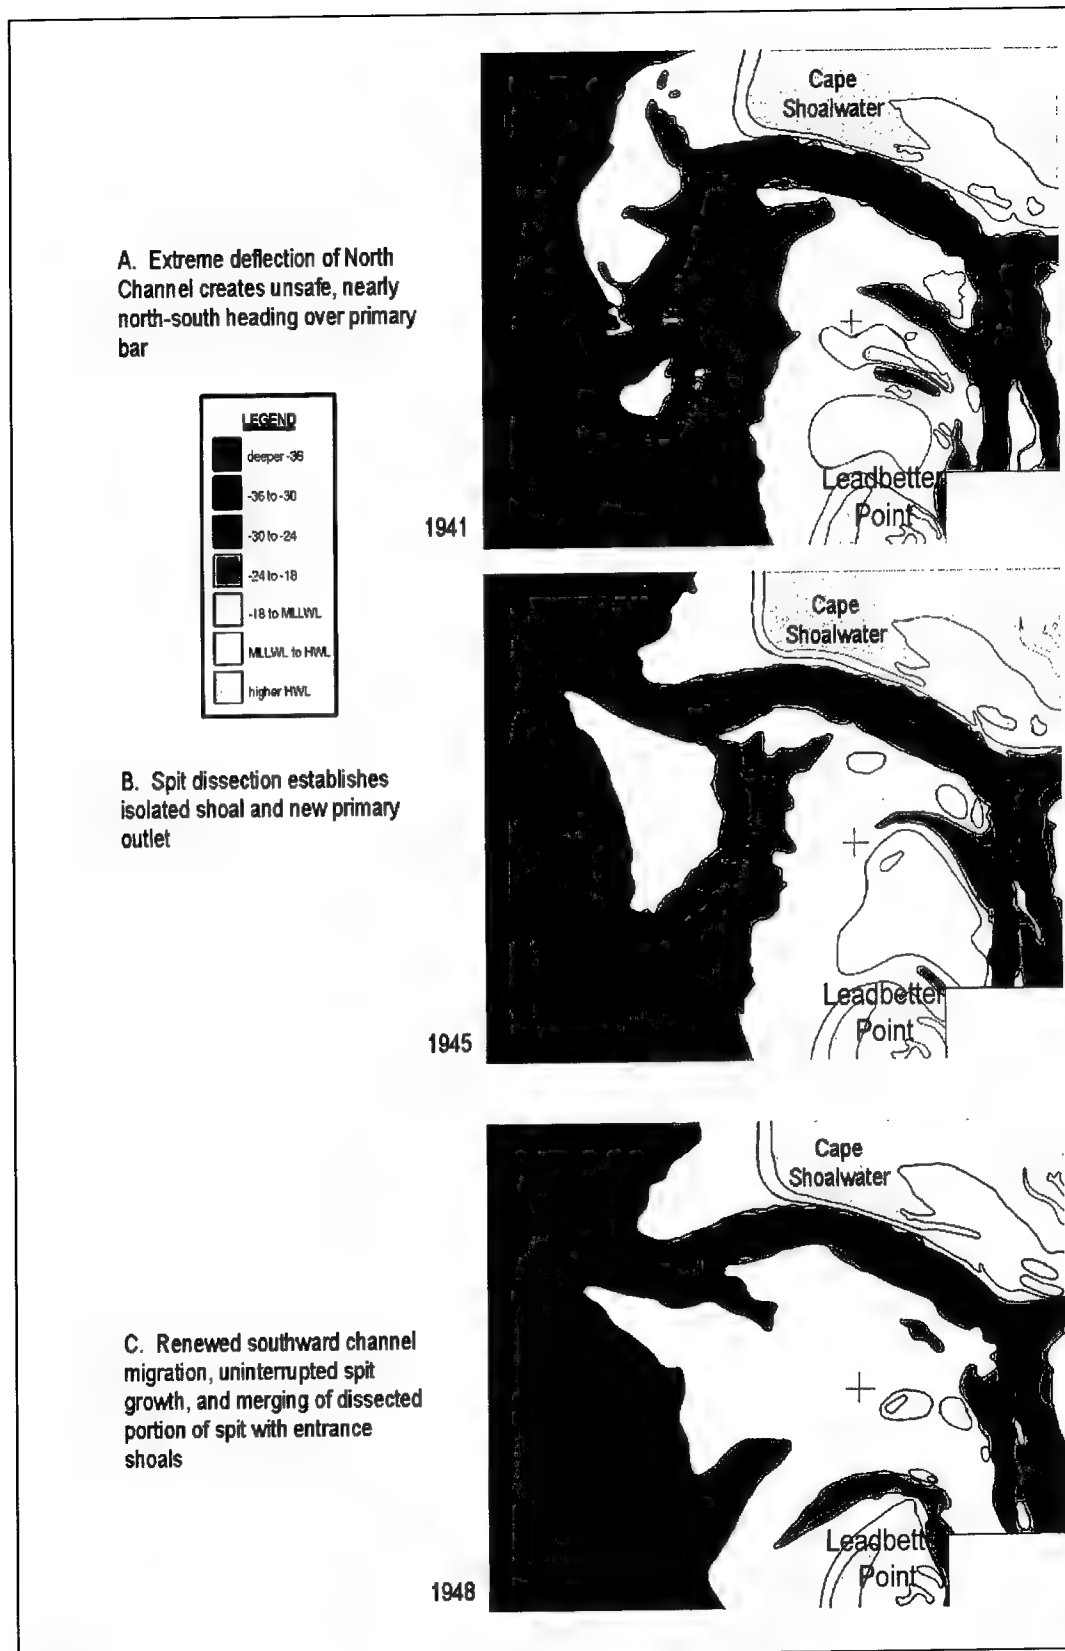 Cape
Shoalwater
A. Extreme deflection of North
Channel creates unsafe, nearly
north-south heading over primary
bar
LEGEND
deeper -36
-36 to -30
-30 to -24
-24 to -18
-18 to MLLWL
MLLWL to HWL
higher HWL
Leadbetter
Point
1941
Cape
Shoalwater
B. Spit dissection establishes
isolated shoal and new primary
outlet
Leadbetter
Point
1945
Cape
Shoalwater
C. Renewed southward channel
migration, uninterrupted spit
growth, and merging of dissected
portion of spit with entrance
shoals
Leadbett
Point
1948